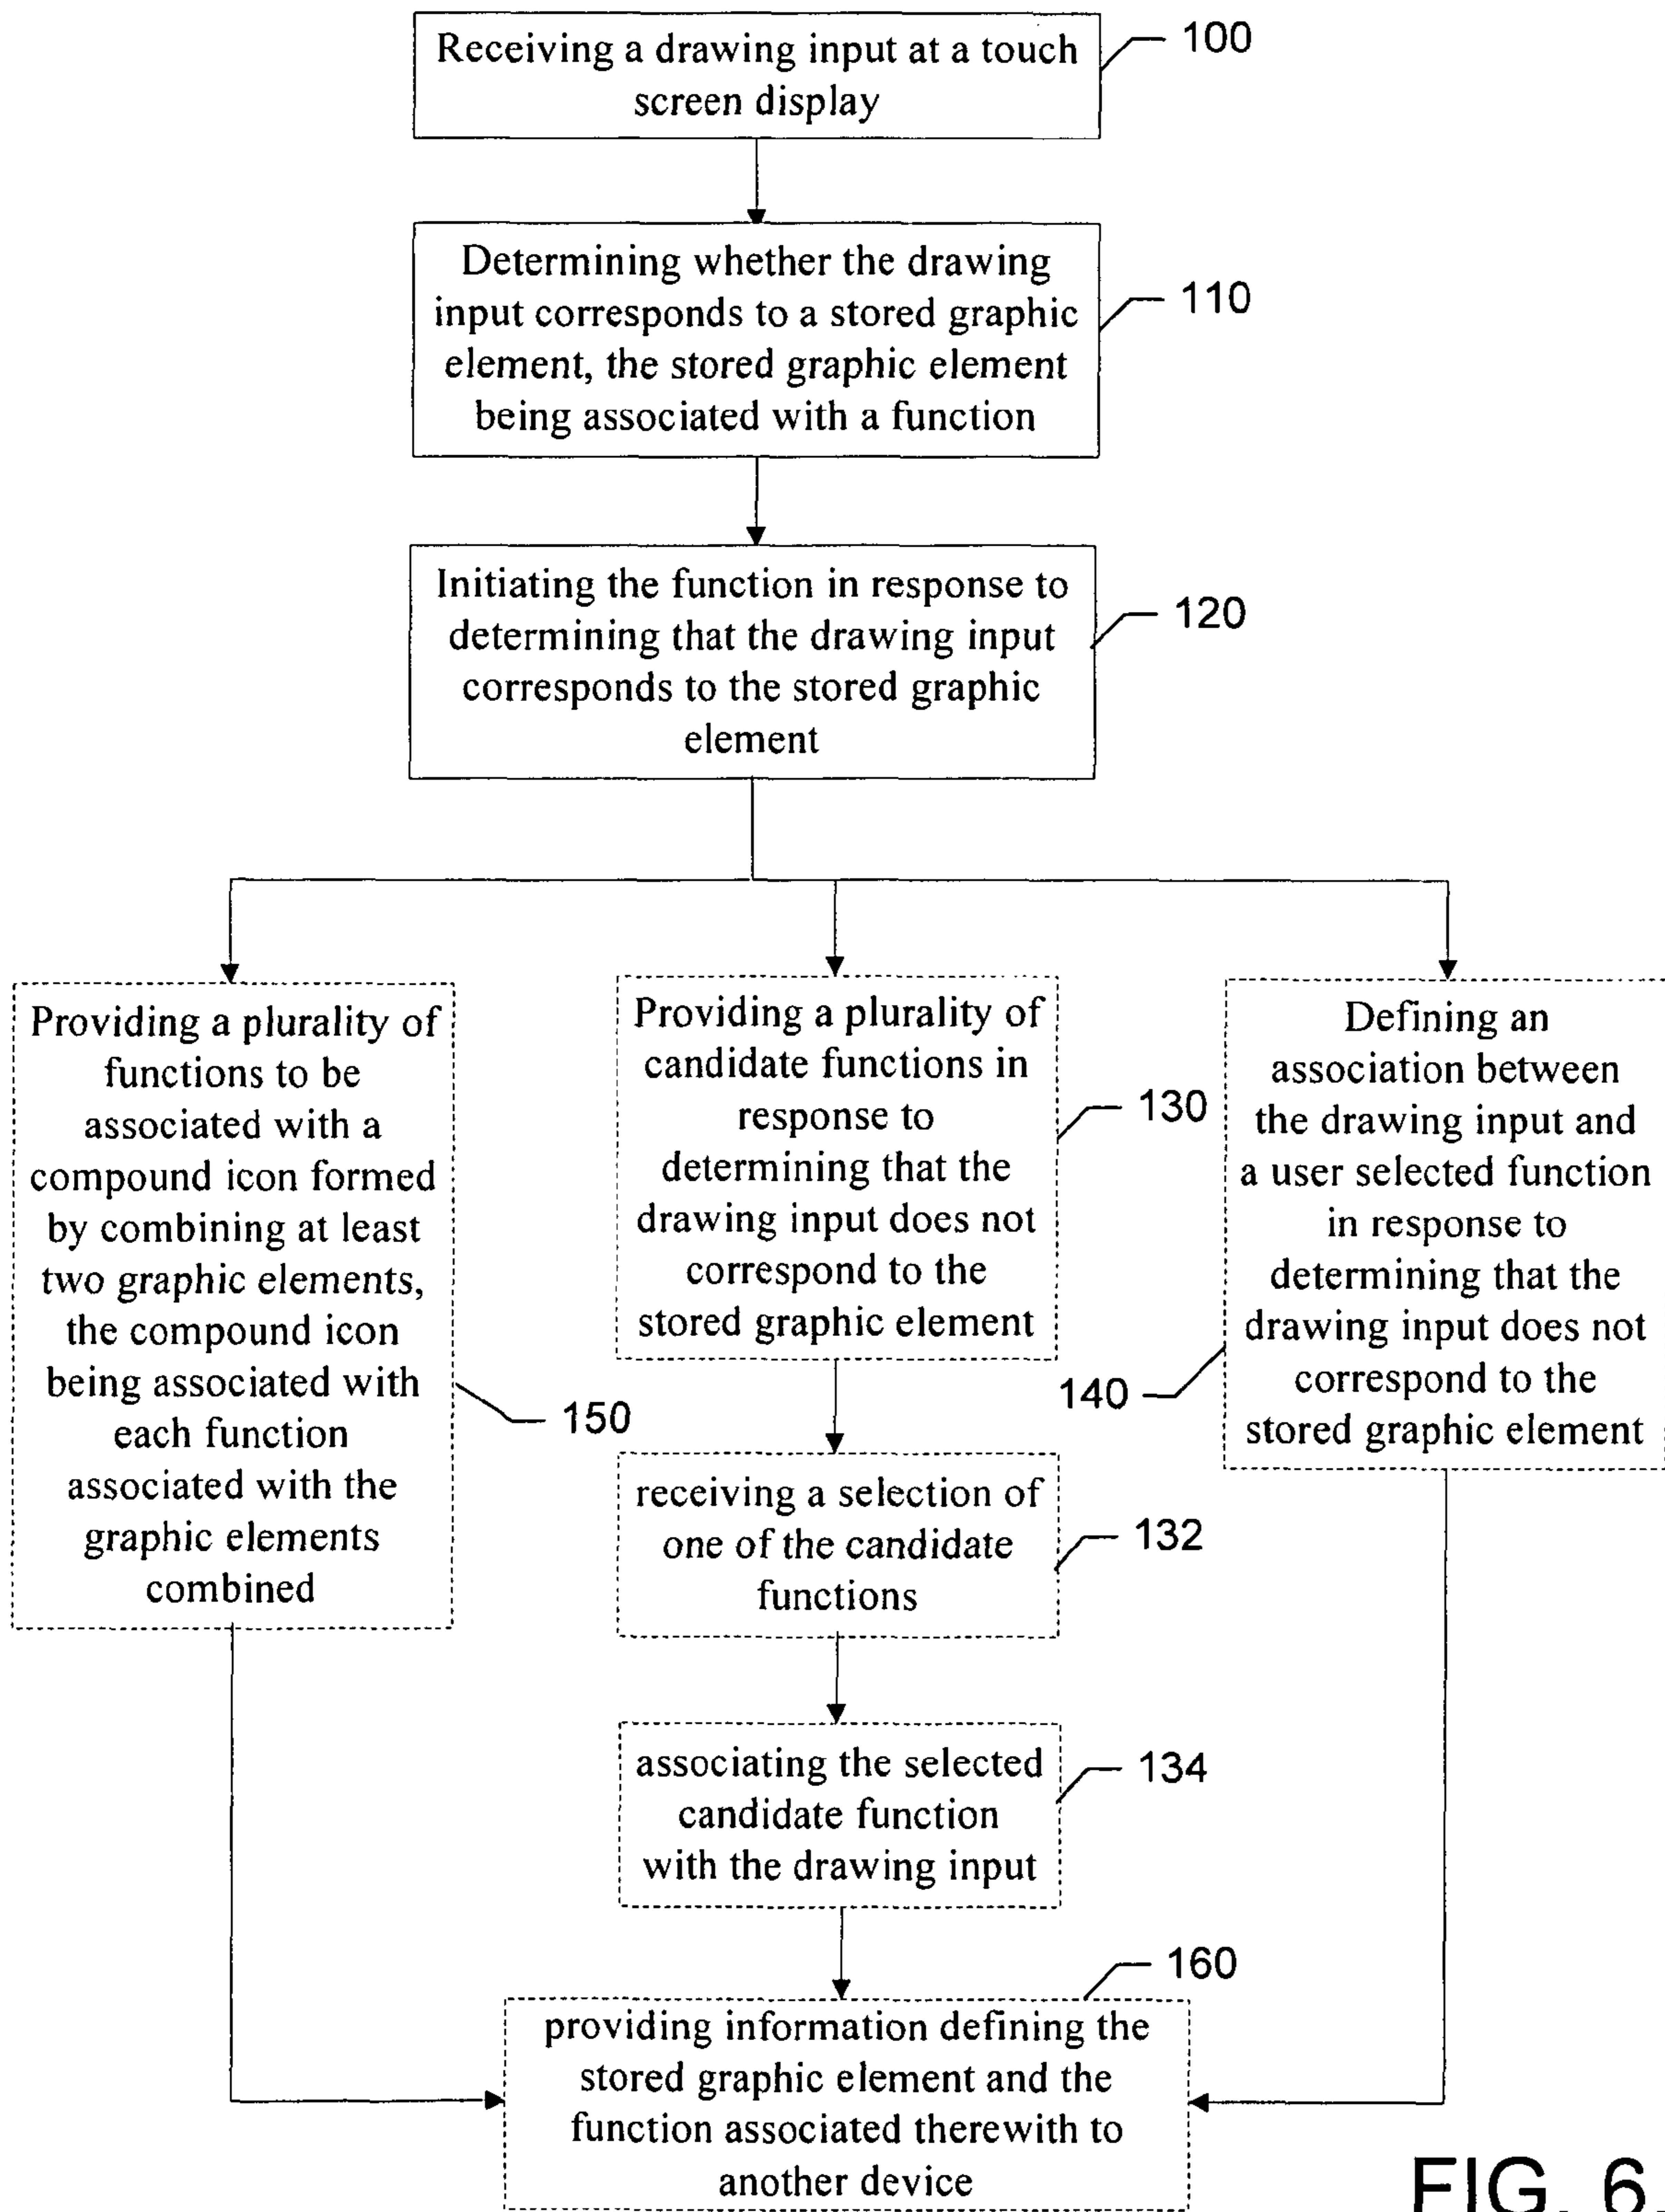 Receiving a drawing input at a touch
screen display
100
Determining whether the drawing
input corresponds to a stored graphic
element, the stored graphic element
being associated with a function
110
Initiating the function in response to
determining that the drawing input
corresponds to the stored graphic
element
120
Providing a plurality of
functions to be
associated with a
compound icon formed
by combining at least
two graphic elements,
the compound icon
being associated with
each function
associated with the
graphic elements
combined
150
Providing a plurality of
candidate functions in
response to
determining that the
drawing input does not
correspond to the
stored graphic element
130
receiving a selection of
one of the candidate
functions
132
associating the selected
candidate function
with the drawing input
134
Defining an
association between
the drawing input and
a user selected function
in response to
determining that the
drawing input does not
correspond to the
stored graphic element
140
160
providing information defining the
stored graphic element and the
function associated therewith to
another device
FIG. 6.